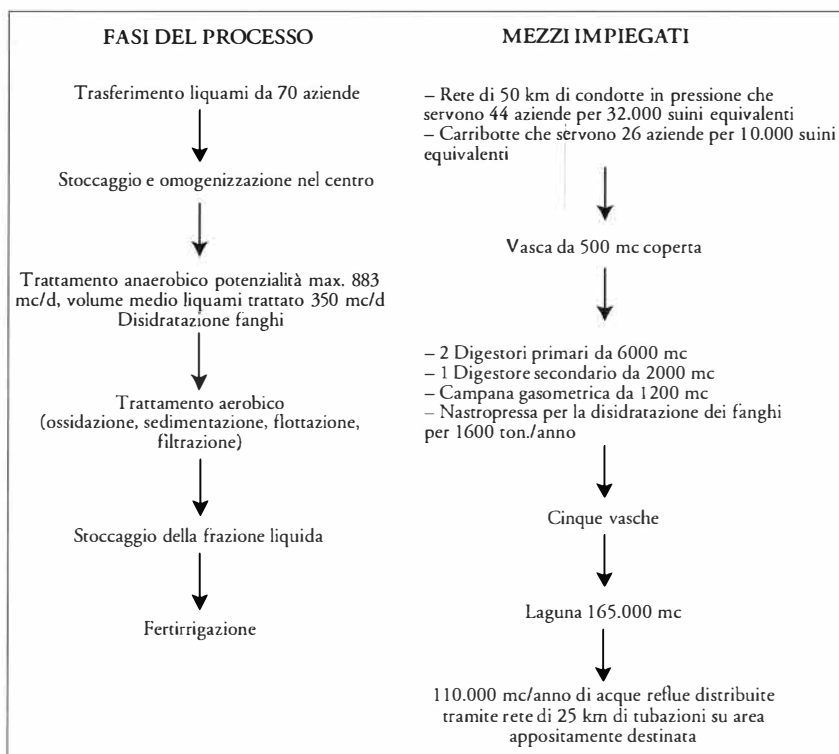 FASI DEL PROCESSO
Trasferimento liquami da 70 aziende
Stoccaggio e omogenizzazione nel centro
Trattamento anaerobico potenzialità max. 883
mc/d, volume medio liquami trattato 350 mc/d
Disidratazione fanghi
Trattamento aerobico
(ossidazione, sedimentazione, flottazione,
filtrazione)
Stoccaggio della frazione liquida
Fertirrigazione
MEZZI IMPIEGATI
– Rete di 50 km di condotte in pressione che
servono 44 aziende per 32.000 suini equivalenti
– Carribotte che servono 26 aziende per 10.000 suini
equivalenti
Vasca da 500 mc coperta
– 2 Digestori primari da 6000 mc
– 1 Digestore secondario da 2000 mc
– Campana gasometrica da 1200 mc
– Nastropressa per la disidratazione dei fanghi
per 1600 ton./anno
Cinque vasche
Laguna 165.000 mc
110.000 mc/anno di acque reflue distribuite
tramite rete di 25 km di tubazioni su area
appositamente destinata